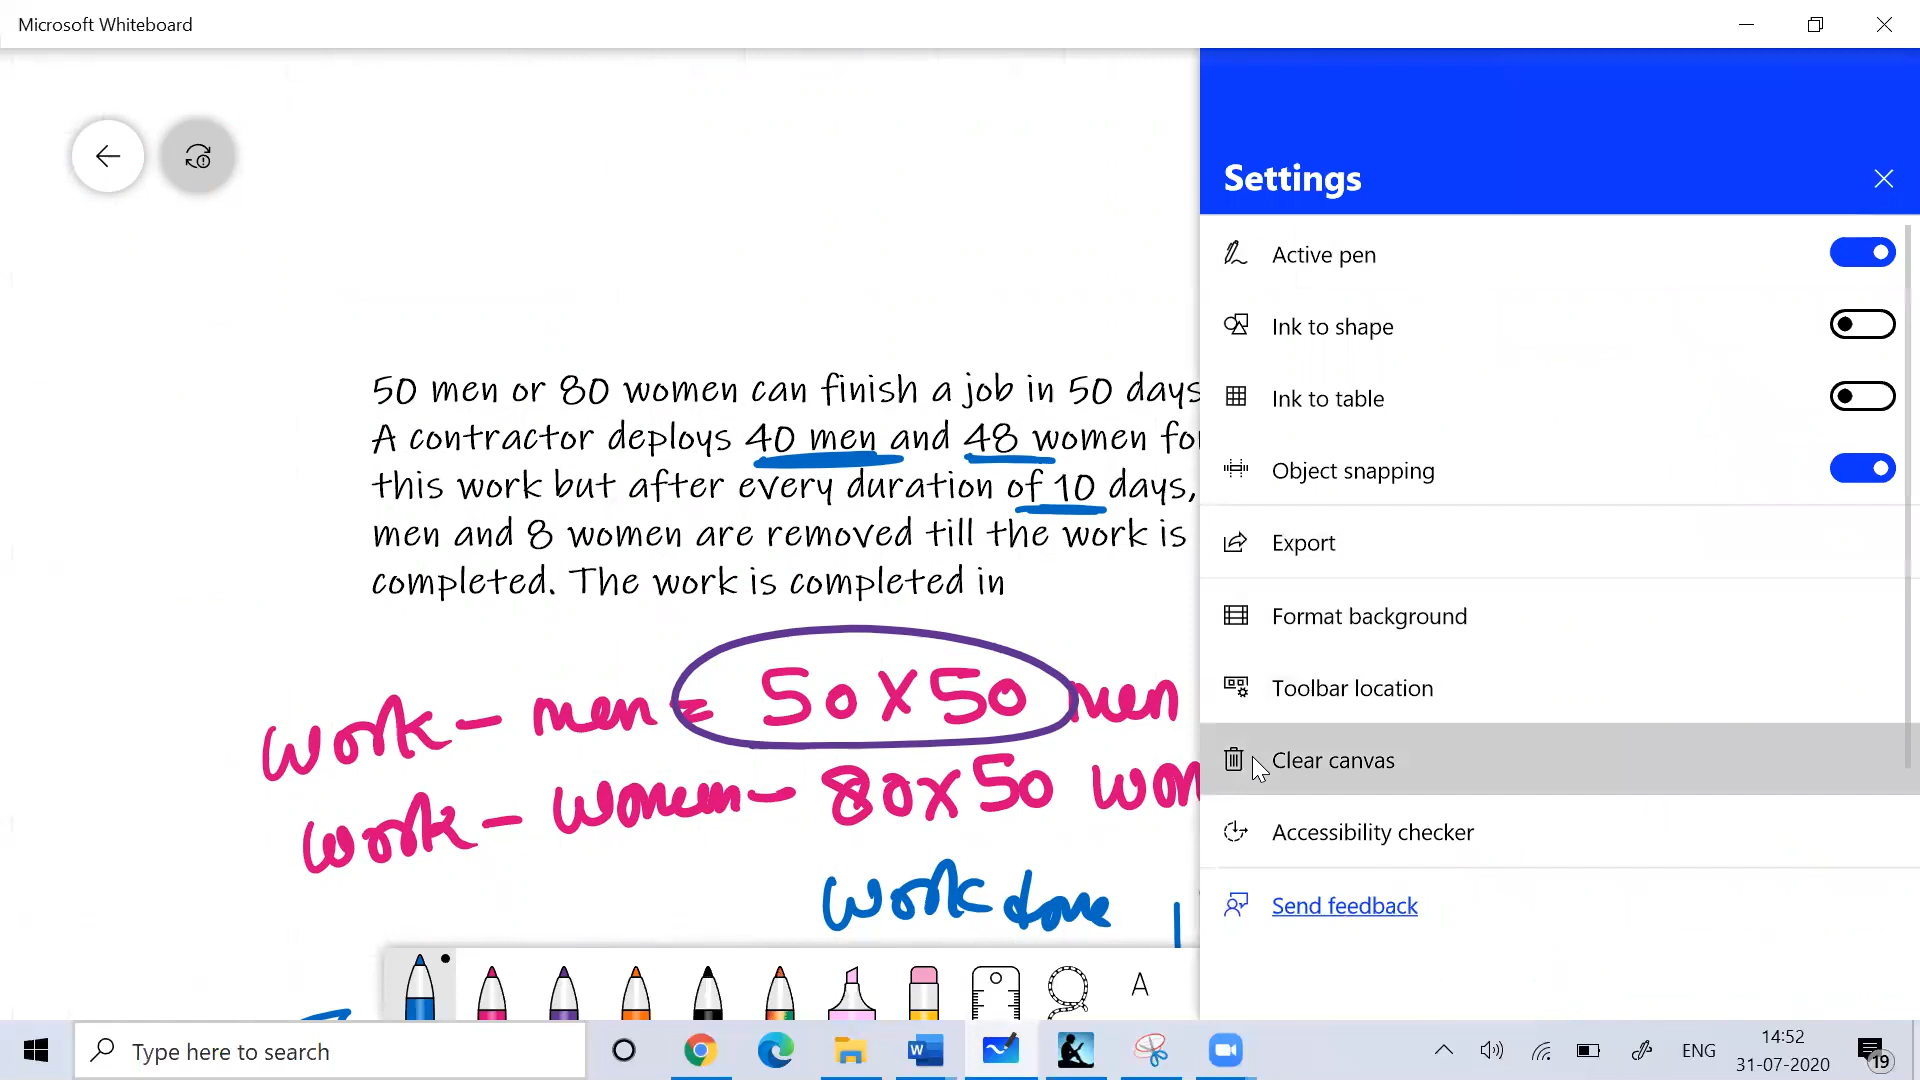 Microsoft Whiteboard
Settings
Active pen
Ink to shape
50 men or 80 women can finish a job in 50 days
Ink to table
A contractor deploys 40 men and 48 women for
Object snapping
this work but after every duration of 10 days,
men and 8 women are removed till the work is
Export
completed. The work is completed in
Format background
work - men = 50 x 50 men
Toolbar location
Clear canvas
work - women - 80 x 50 wom
Accessibility checker
work done
Send feedback
A
Type here to search
W
ENG
14:52
31-07-2020
19